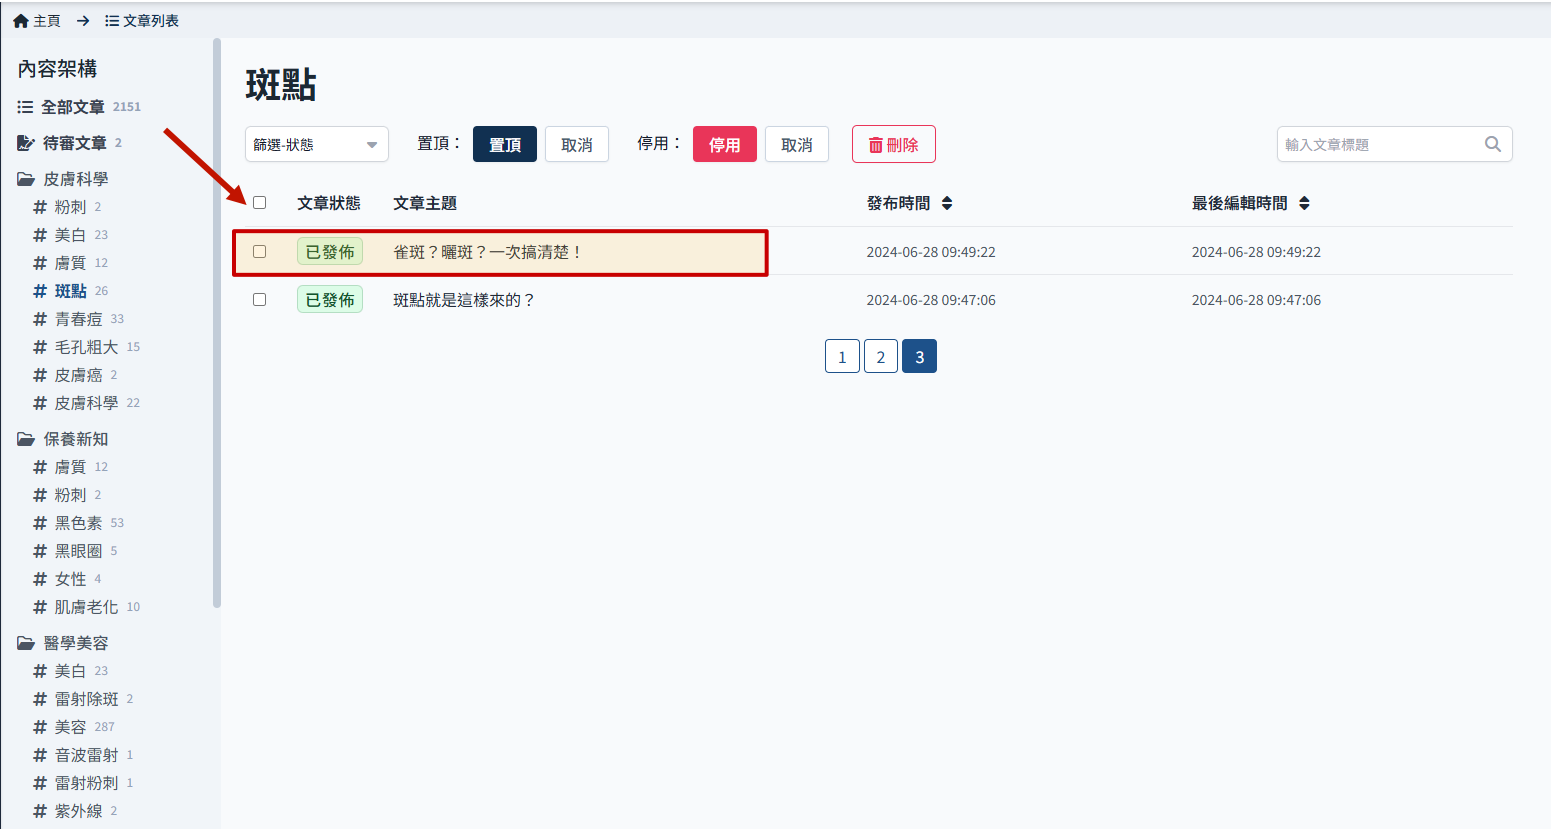 主頁 → 文章列表
內容架構
全部文章 2151
待審文章 2
皮膚科學
# 粉刺 2
# 美白 23
# 膚質 12
# 斑點 26
# 青春痘 33
# 毛孔粗大 15
# 皮膚癌 2
# 皮膚科學 22
保養新知
# 膚質 12
# 粉刺 2
# 黑色素 53
# 黑眼圈 5
# 女性 4
# 肌膚老化 10
醫學美容
# 美白 23
# 雷射除斑 2
# 美容 287
# 音波雷射 1
# 雷射粉刺 1
# 紫外線 2
斑點
篩選-狀態 置頂： 置頂 取消 停用： 停用 取消 刪除 輸入文章標題
文章狀態 文章主題 發布時間 最後編輯時間
已發佈 雀斑？曬斑？一次搞清楚！ 2024-06-28 09:49:22 2024-06-28 09:49:22
已發佈 斑點就是這樣來的？ 2024-06-28 09:47:06 2024-06-28 09:47:06
1 2 3